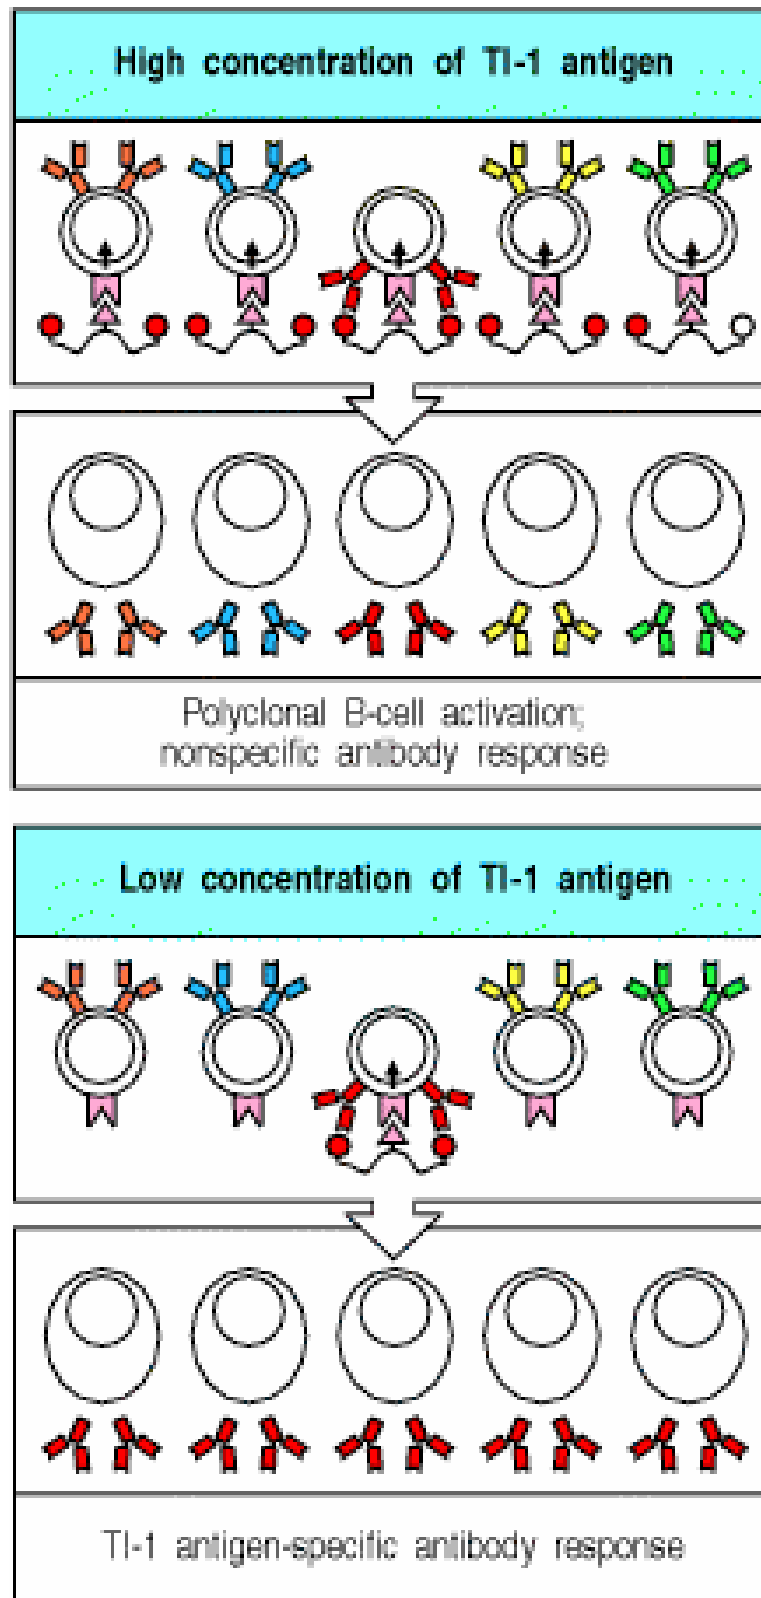 High concentration of TI-1 antigen
Polyclonal B-cell activation;
nonspecific antibody response
Low concentration of TI-1 antigen
TI-1 antigen-specific antibody response